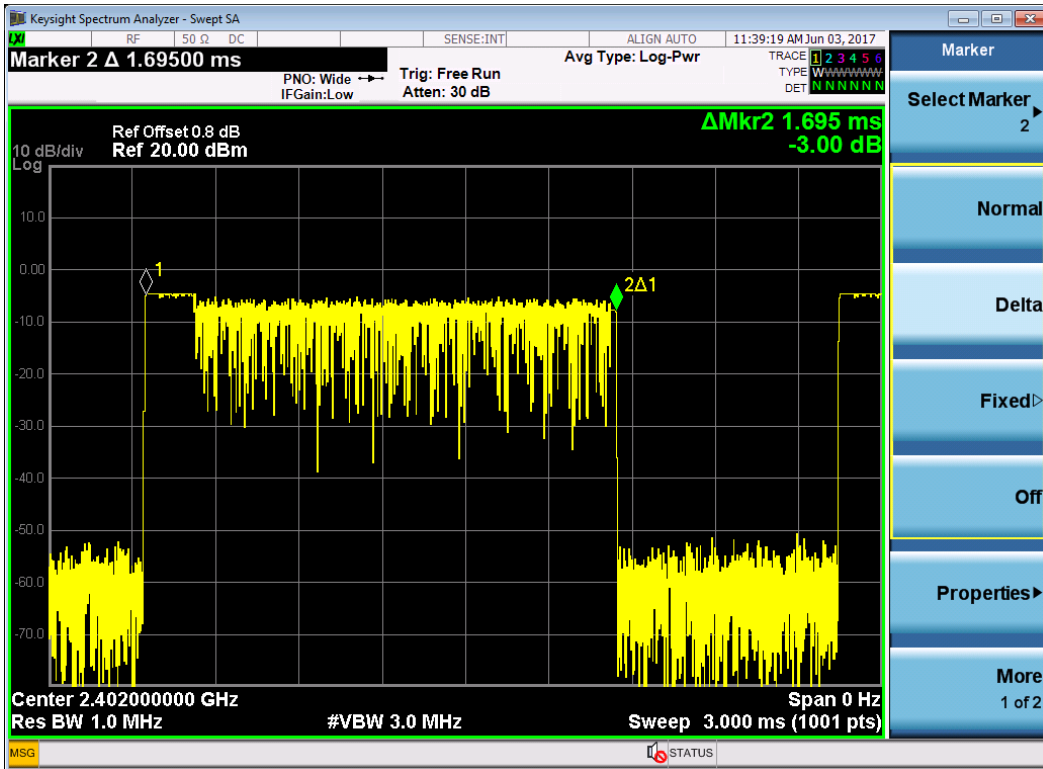 Keysight Spectrum Analyzer - Swept SA
LXI RF 50 Ω DC SENSE:INT ALIGN AUTO 11:39:19 AM Jun 03, 2017
Marker 2 Δ 1.69500 ms
PNO: Wide
IFGain:Low
Trig: Free Run
Atten: 30 dB
Avg Type: Log-Pwr
TRACE 1 2 3 4 5 6
TYPE WWWWWWW
DET N N N N N N
Ref Offset 0.8 dB
10 dB/div Ref 20.00 dBm
Log
ΔMkr2 1.695 ms
-3.00 dB
10.0
0.00
-10.0
-20.0
-30.0
-40.0
-50.0
-60.0
-70.0
1
2Δ1
Center 2.402000000 GHz Span 0 Hz
Res BW 1.0 MHz #VBW 3.0 MHz Sweep 3.000 ms (1001 pts)
MSG STATUS
Marker
Select Marker
2
Normal
Delta
Fixed
Off
Properties
More
1 of 2